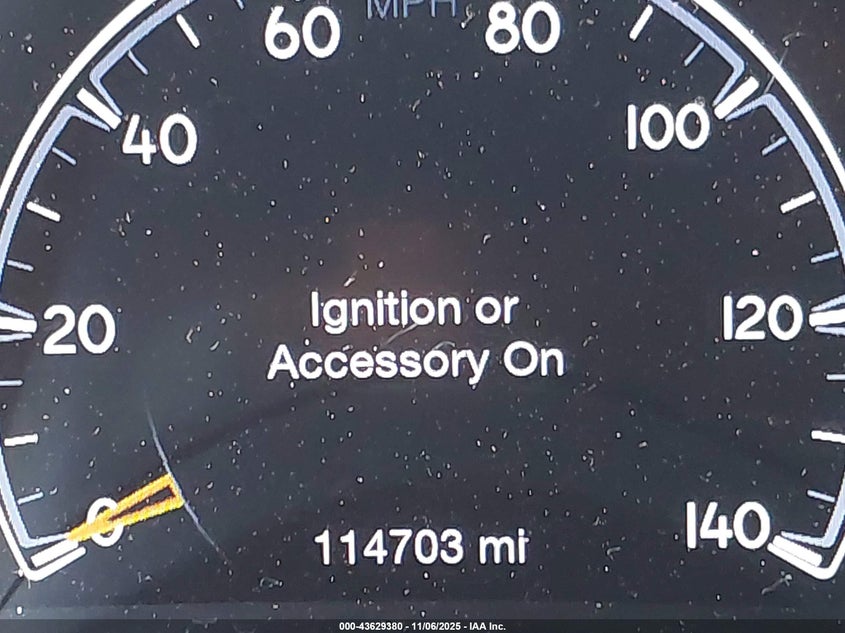 MPH
60 80
40 100
Ignition or
20 120
Accessory On
0 140
114703 mi
000-43629380 - 11/06/2025 - IAA Inc.